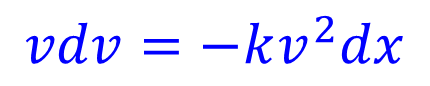 vdv = −kv²dx